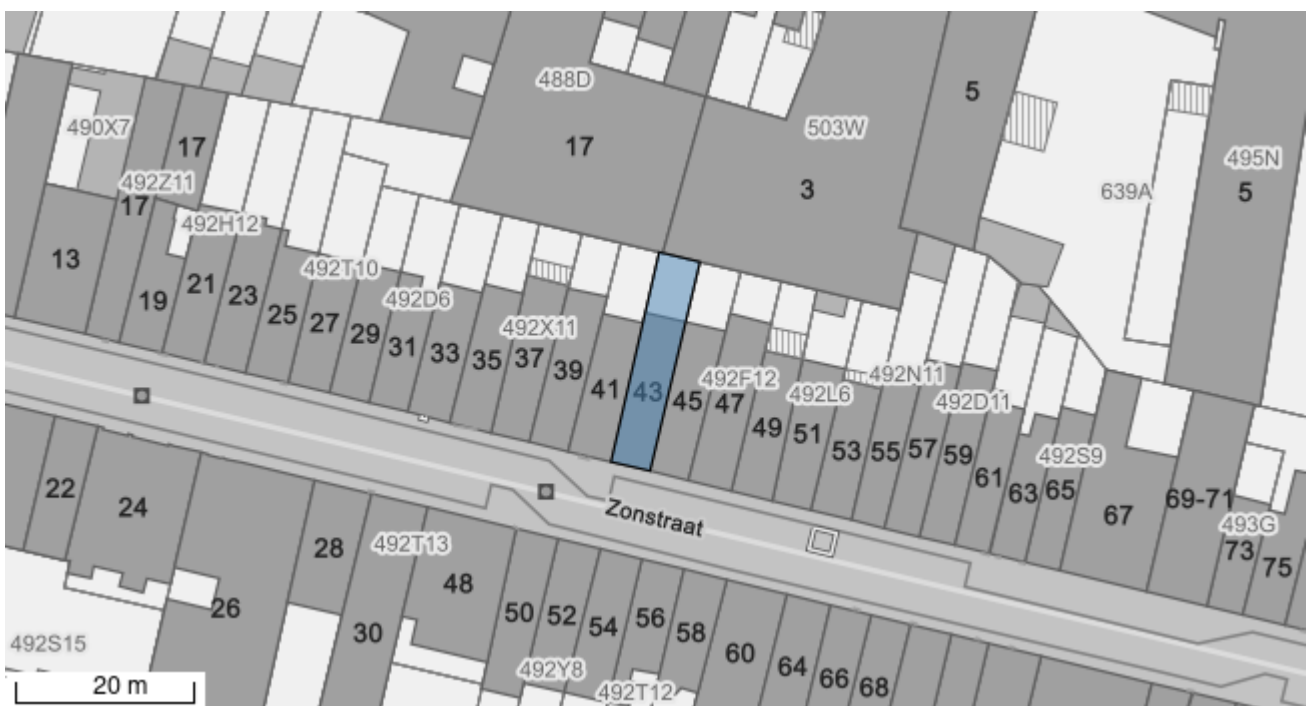 488D
5
490X7
503W
17
17
495N
492Z11
5
639A
3
17
492H12
13
492T10
21
23
492D6
19
25
27
492X11
29
31
33
35
37
39
41
43
45
492F12
47
492L6
492N11
492D11
49
51
53
55
57
59
61
63
492S9
65
67
69-71
493G
73
75
22
24
Zonstraat
28
492T13
48
26
30
50
52
54
56
58
60
64
66
68
492S15
492Y8
492T12
20 m